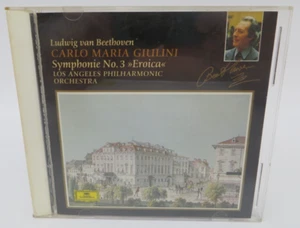 Ludwig van Beethoven
CARLO MARIA GIULINI
Symphonie No. 3 »Eroica«
LOS ANGELES PHILHARMONIC
ORCHESTRA